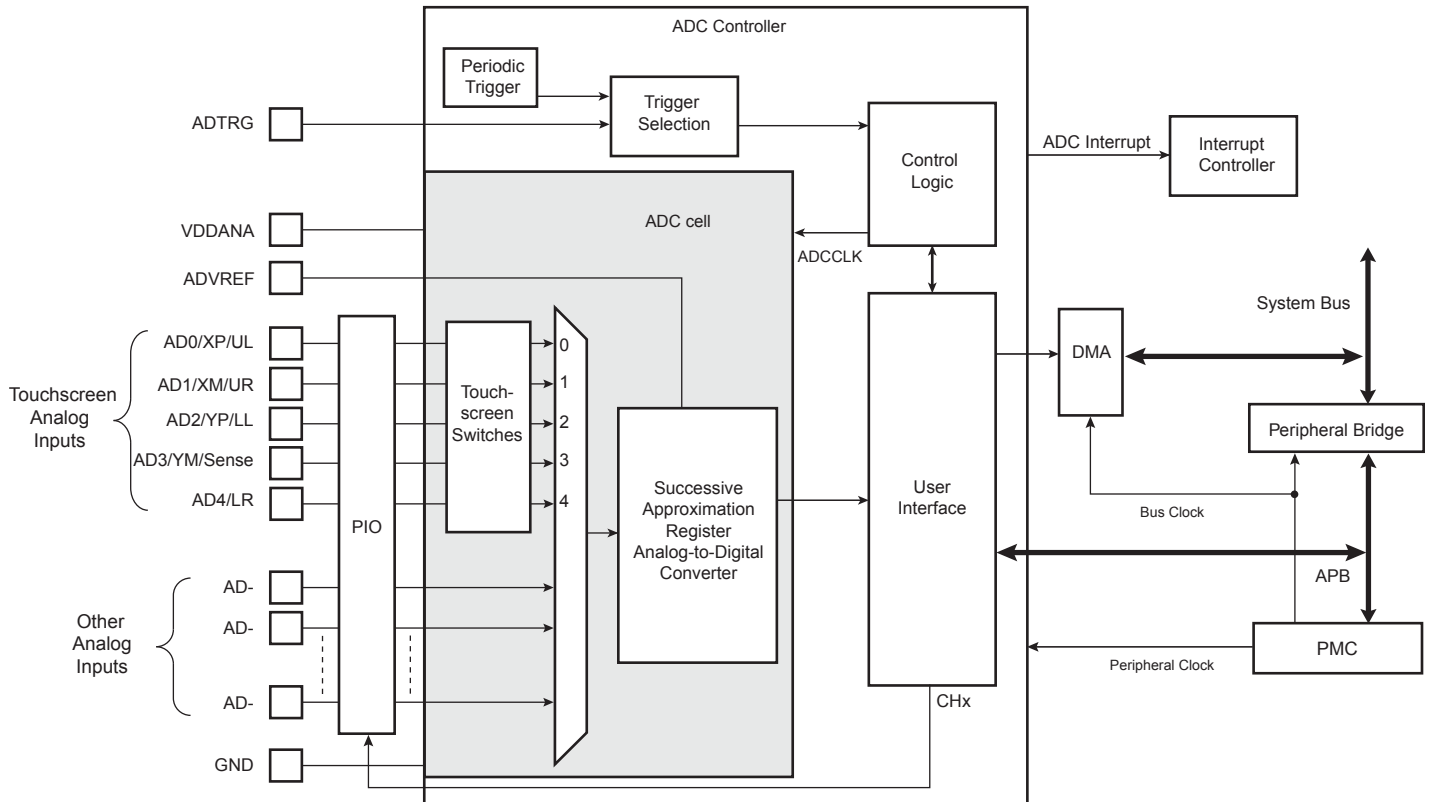 ADC Controller
Periodic
Trigger
Trigger
Selection
ADTRG
Control
Logic
ADC Interrupt
Interrupt
Controller
VDDANA
ADC cell
ADCCLK
ADVREF
System Bus
Touchscreen
Analog
Inputs
AD0/XP/UL
AD1/XM/UR
AD2/YP/LL
AD3/YM/Sense
AD4/LR
PIO
Touch-
screen
Switches
0
1
2
3
4
Successive
Approximation
Register
Analog-to-Digital
Converter
User
Interface
DMA
Peripheral Bridge
Bus Clock
APB
Other
Analog
Inputs
AD-
AD-
AD-
PMC
Peripheral Clock
CHx
GND